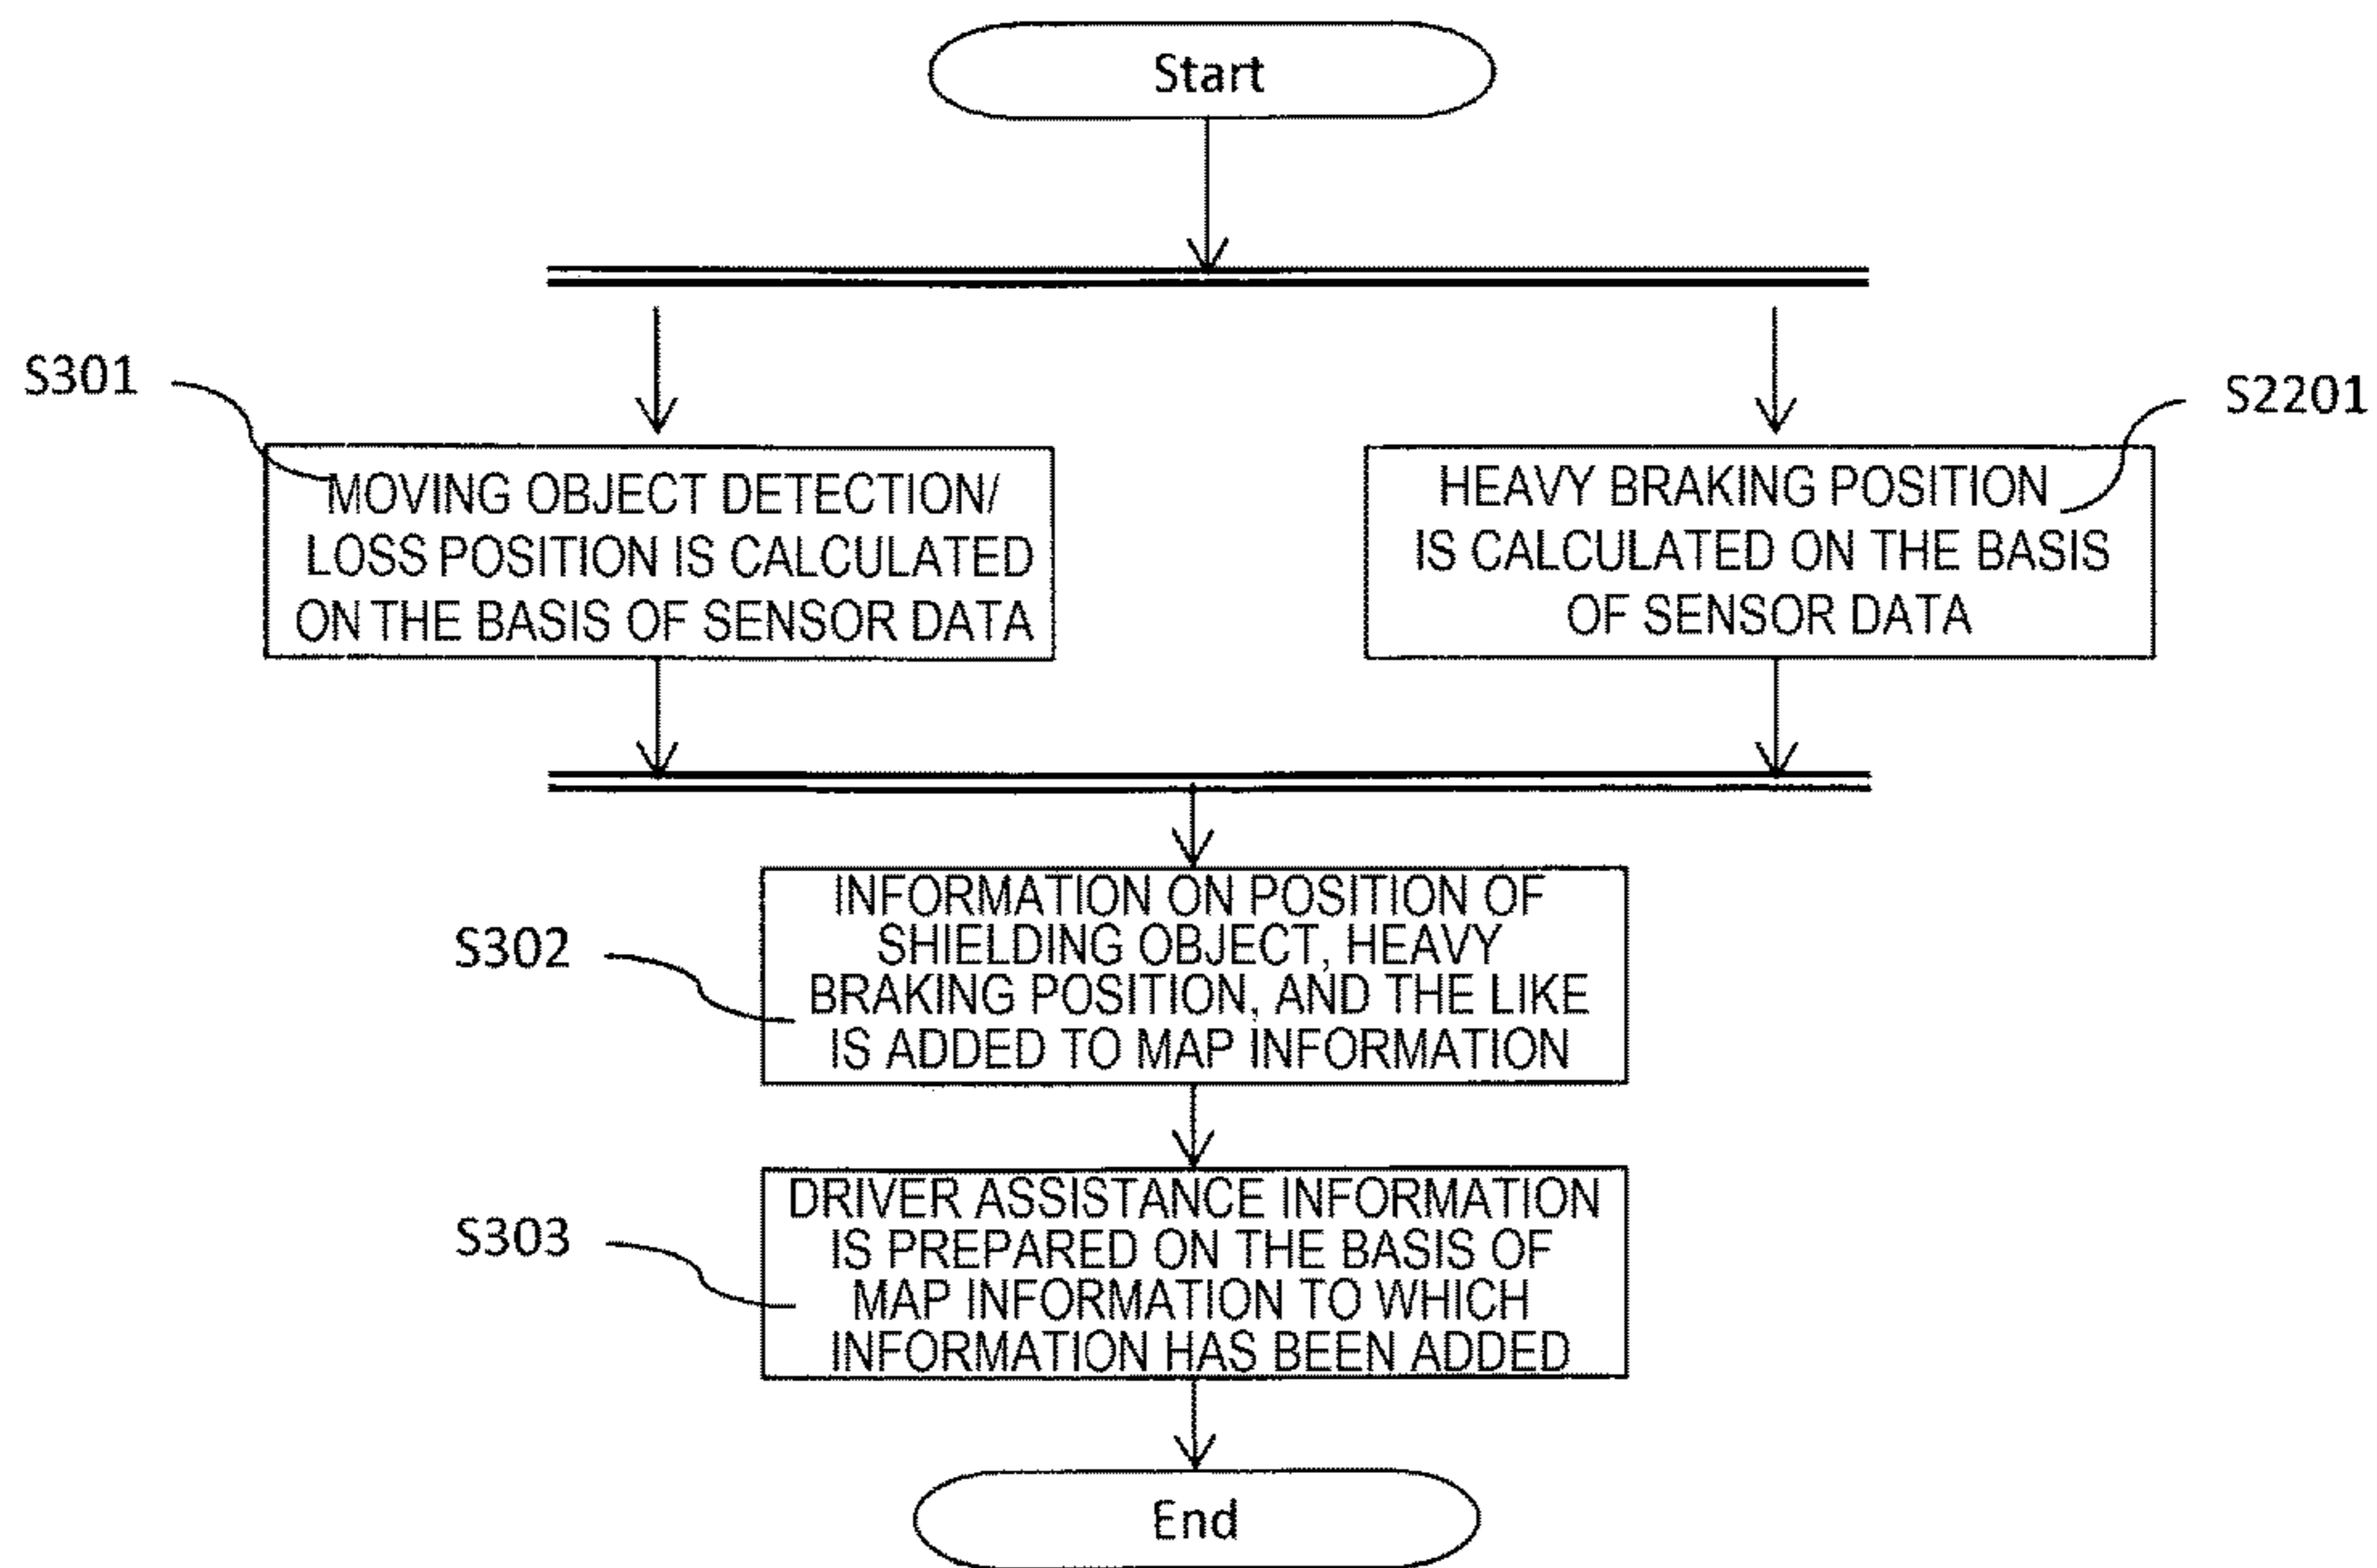 Start
S301
MOVING OBJECT DETECTION/
LOSS POSITION IS CALCULATED
ON THE BASIS OF SENSOR DATA
S2201
HEAVY BRAKING POSITION
IS CALCULATED ON THE BASIS
OF SENSOR DATA
S302
INFORMATION ON POSITION OF
SHIELDING OBJECT, HEAVY
BRAKING POSITION, AND THE LIKE
IS ADDED TO MAP INFORMATION
S303
DRIVER ASSISTANCE INFORMATION
IS PREPARED ON THE BASIS OF
MAP INFORMATION TO WHICH
INFORMATION HAS BEEN ADDED
End